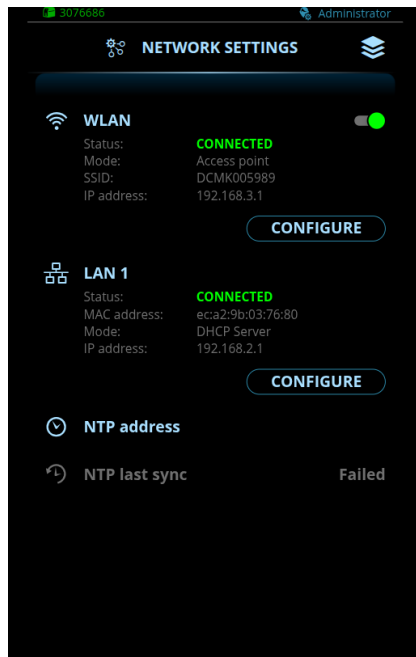 3076686 Administrator
NETWORK SETTINGS
WLAN
Status: CONNECTED
Mode: Access point
SSID: DCMK005989
IP address: 192.168.3.1
CONFIGURE
LAN 1
Status: CONNECTED
MAC address: ec:a2:9b:03:76:80
Mode: DHCP Server
IP address: 192.168.2.1
CONFIGURE
NTP address
NTP last sync Failed